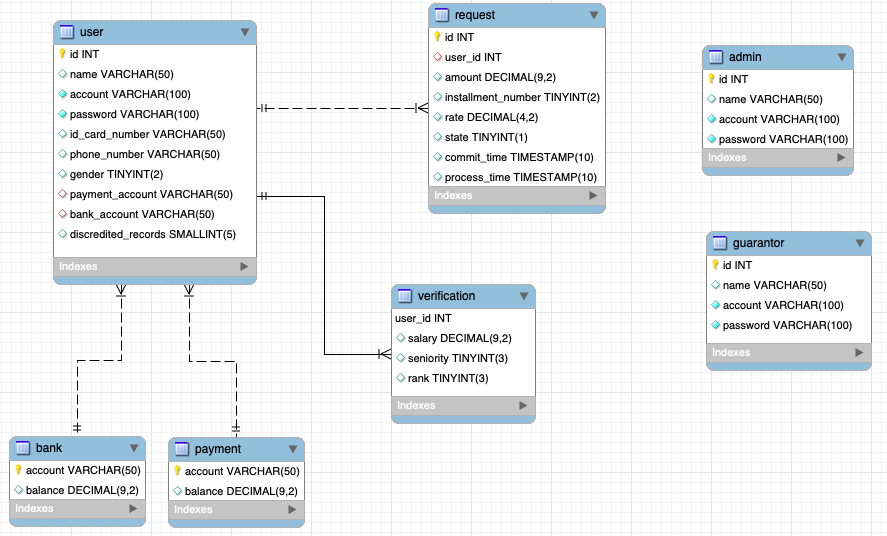 user
id INT
name VARCHAR(50)
account VARCHAR(100)
password VARCHAR(100)
id_card_number VARCHAR(50)
phone_number VARCHAR(50)
gender TINYINT(2)
payment_account VARCHAR(50)
bank_account VARCHAR(50)
discredited_records SMALLINT(5)
Indexes
request
id INT
user_id INT
amount DECIMAL(9,2)
installment_number TINYINT(2)
rate DECIMAL(4,2)
state TINYINT(1)
commit_time TIMESTAMP(10)
process_time TIMESTAMP(10)
Indexes
admin
id INT
name VARCHAR(50)
account VARCHAR(100)
password VARCHAR(100)
Indexes
guarantor
id INT
name VARCHAR(50)
account VARCHAR(100)
password VARCHAR(100)
Indexes
verification
user_id INT
salary DECIMAL(9,2)
seniority TINYINT(3)
rank TINYINT(3)
Indexes
bank
account VARCHAR(50)
balance DECIMAL(9,2)
Indexes
payment
account VARCHAR(50)
balance DECIMAL(9,2)
Indexes